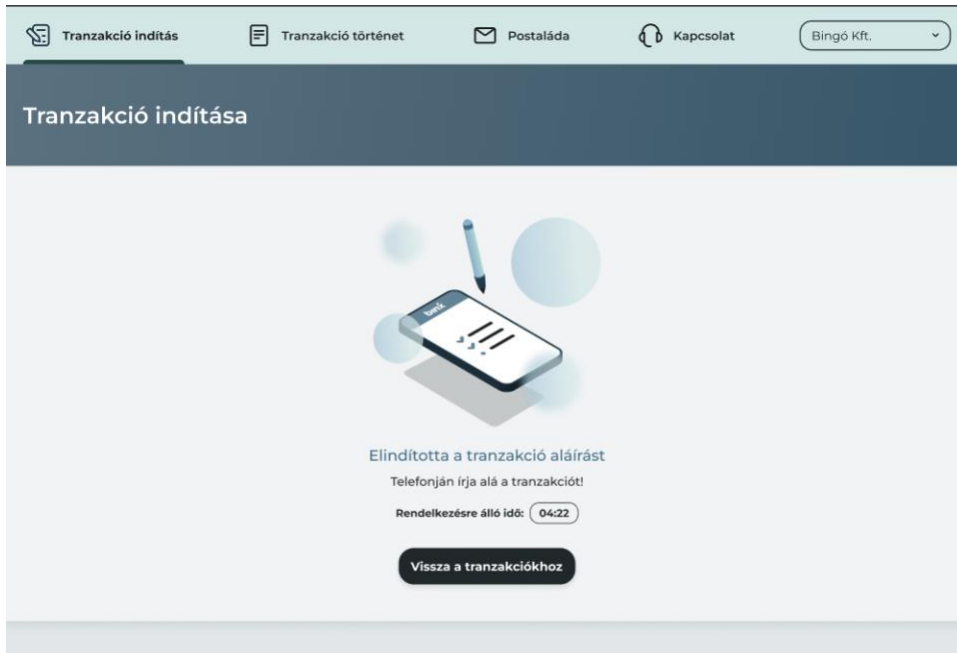 Tranzakció indítás
Tranzakció történet
Postaláda
Kapcsolat
Bingó Kft.
Tranzakció indítása
Elindította a tranzakció aláírást
Telefonján írja alá a tranzakciót!
Rendelkezésre álló idő: 04:22
Vissza a tranzakciókhoz